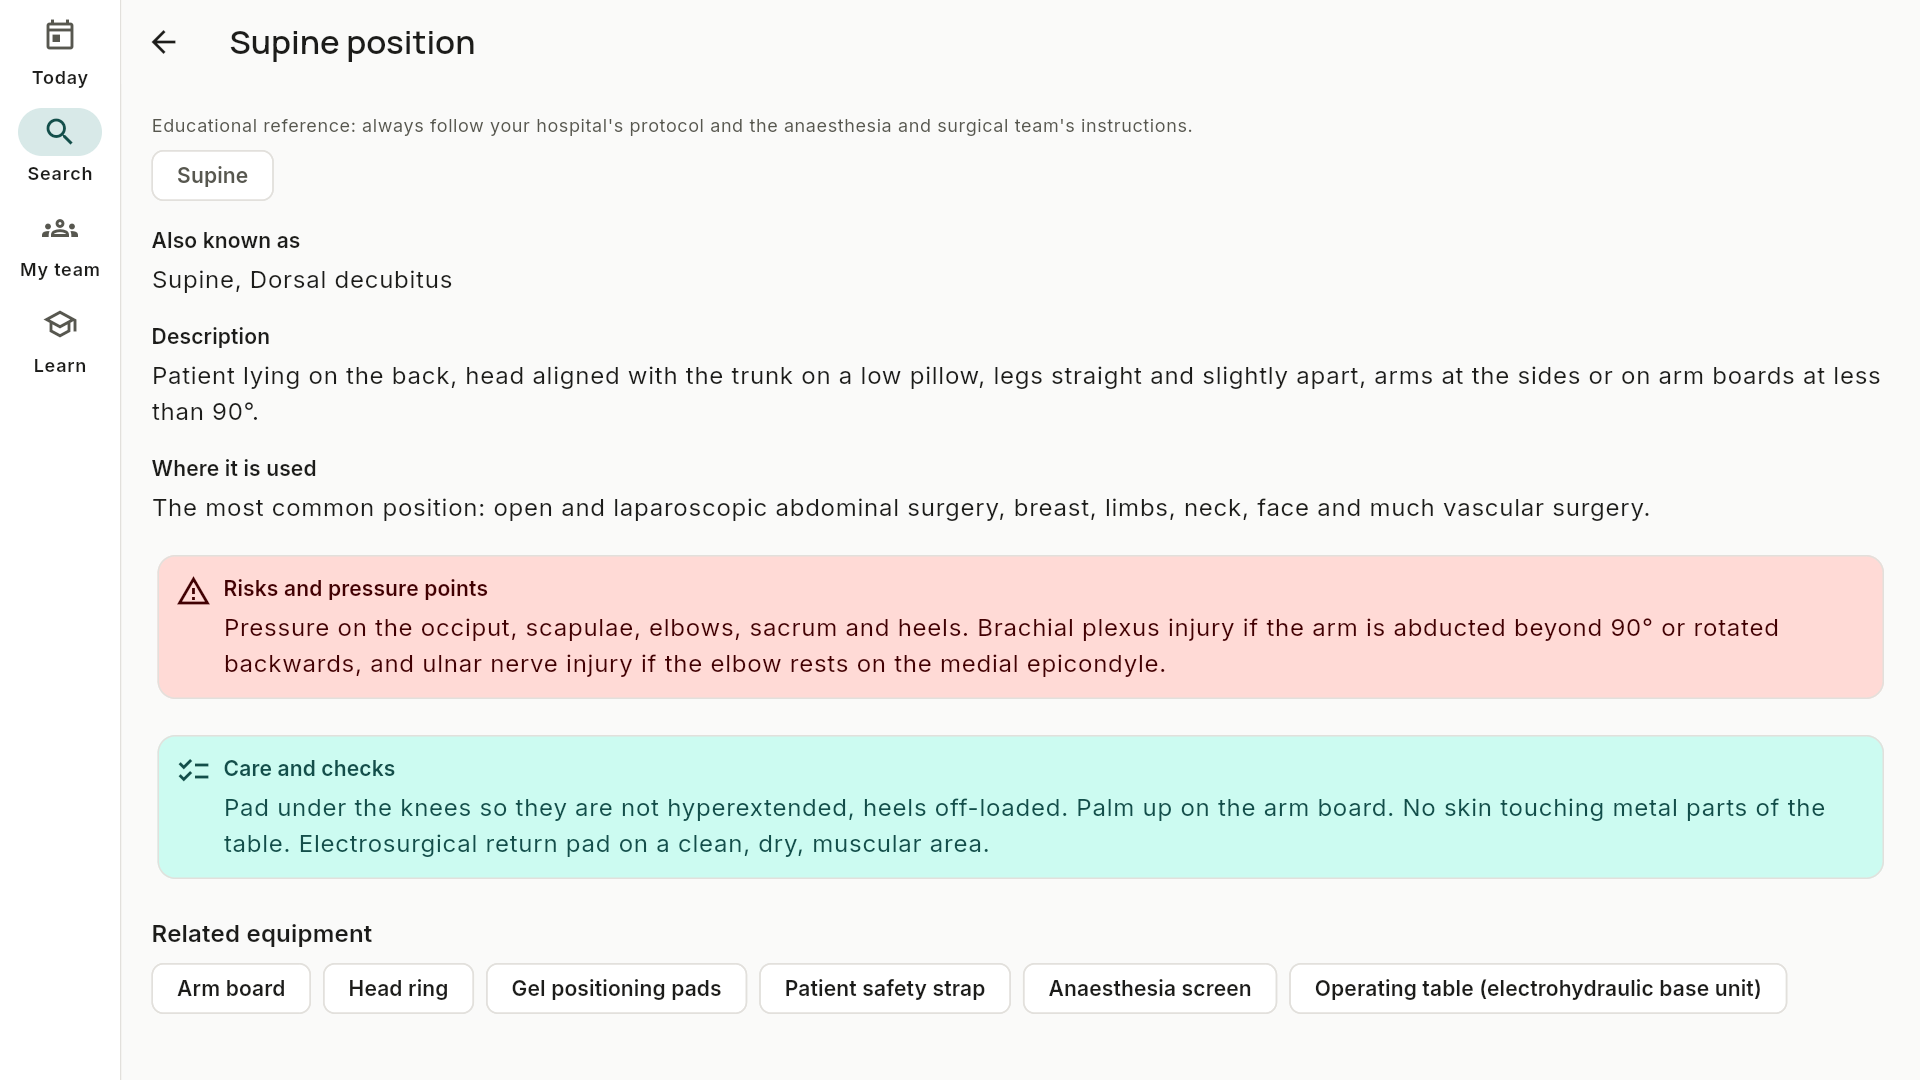 Today
Search
My team
Learn
Supine position
Educational reference: always follow your hospital's protocol and the anaesthesia and surgical team's instructions.
Supine
Also known as
Supine, Dorsal decubitus
Description
Patient lying on the back, head aligned with the trunk on a low pillow, legs straight and slightly apart, arms at the sides or on arm boards at less
than 90°.
Where it is used
The most common position: open and laparoscopic abdominal surgery, breast, limbs, neck, face and much vascular surgery.
Risks and pressure points
Pressure on the occiput, scapulae, elbows, sacrum and heels. Brachial plexus injury if the arm is abducted beyond 90° or rotated
backwards, and ulnar nerve injury if the elbow rests on the medial epicondyle.
Care and checks
Pad under the knees so they are not hyperextended, heels off-loaded. Palm up on the arm board. No skin touching metal parts of the
table. Electrosurgical return pad on a clean, dry, muscular area.
Related equipment
Arm board
Head ring
Gel positioning pads
Patient safety strap
Anaesthesia screen
Operating table (electrohydraulic base unit)